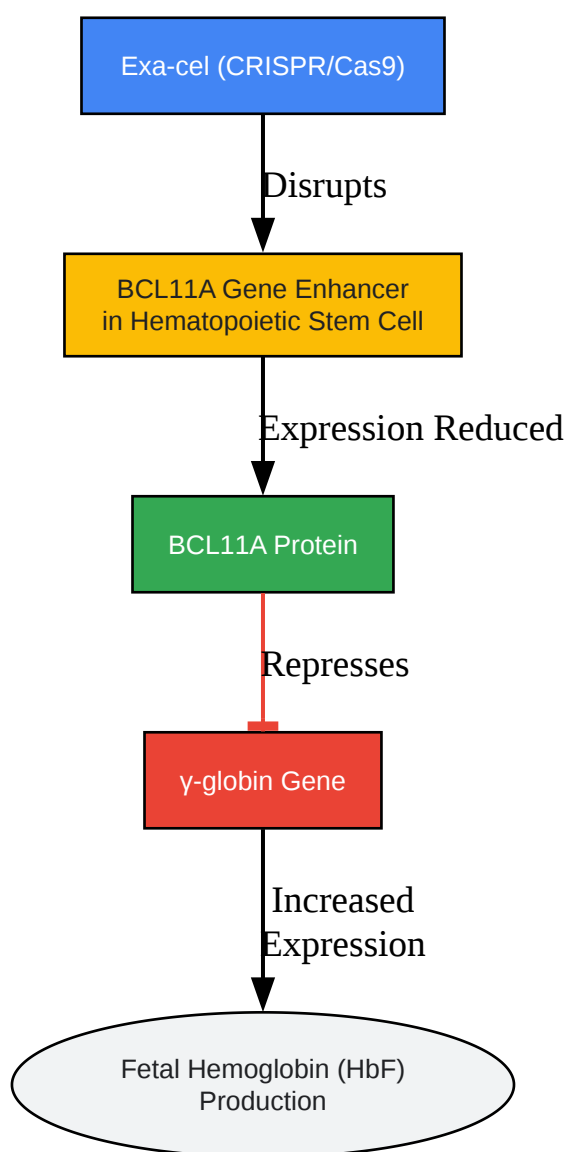 Exa-cel (CRISPR/Cas9)
Disrupts
BCL11A Gene Enhancer
in Hematopoietic Stem Cell
Expression Reduced
BCL11A Protein
Represses
γ-globin Gene
Increased
Expression
Fetal Hemoglobin (HbF)
Production